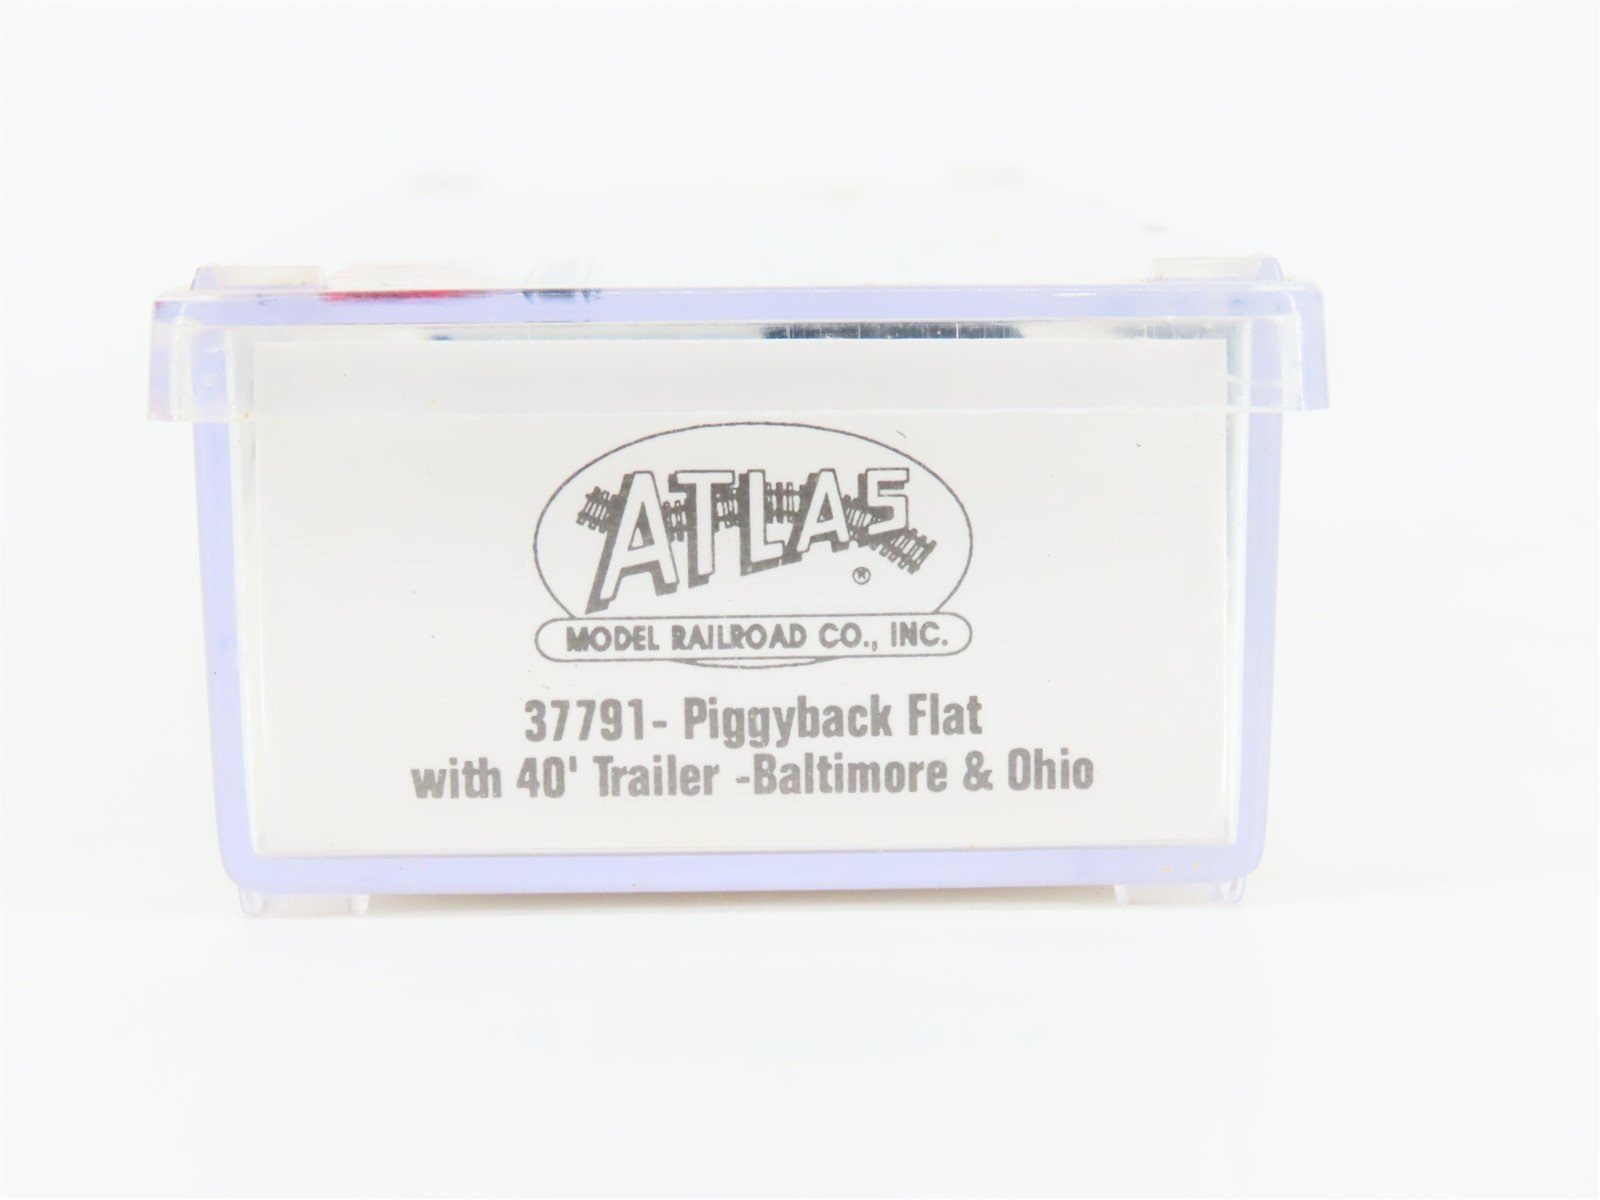 ATLAS
®
MODEL RAILROAD CO., INC.
37791- Piggyback Flat
with 40' Trailer -Baltimore & Ohio